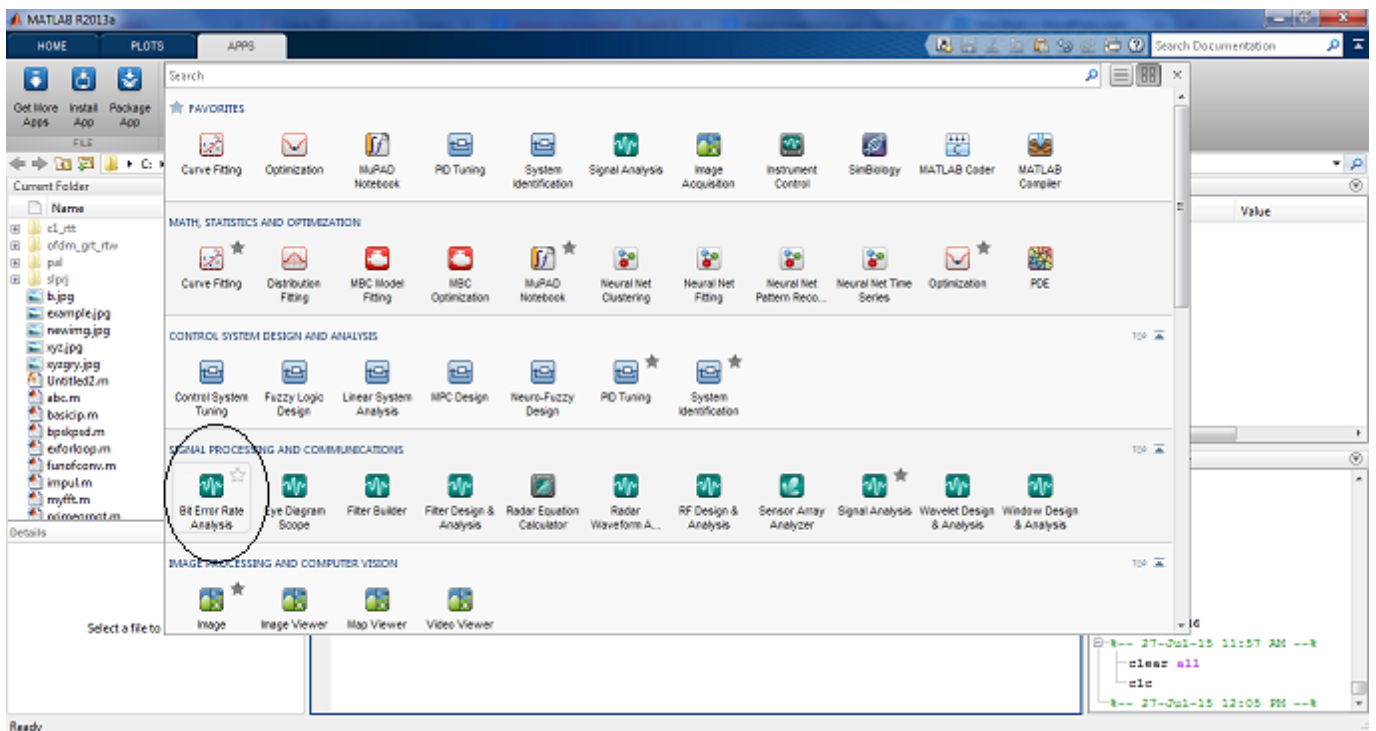 MATLAB R2013a
HOME PLOTS APPS
Search Documentation
Search
Get More Apps
Install App
Package App
FILE
FAVORITES
Curve Fitting
Optimization
MuPAD Notebook
PID Tuning
System Identification
Signal Analysis
Image Acquisition
Instrument Control
SimBiology
MATLAB Coder
MATLAB Compiler
C:
Current Folder
Name
c1_rtt
ofdm_grt_rtw
pal
slprj
b.jpg
example.jpg
newimg.jpg
xyz.jpg
xyzgry.jpg
Untitled2.m
abc.m
basicip.m
bpskpsd.m
exforloop.m
funofconv.m
impul.m
myfft.m
primeornot.m
Details
Select a file to
MATH, STATISTICS AND OPTIMIZATION
Curve Fitting
Distribution Fitting
MBC Model Fitting
MBC Optimization
MuPAD Notebook
Neural Net Clustering
Neural Net Fitting
Neural Net Pattern Reco...
Neural Net Time Series
Optimization
PDE
CONTROL SYSTEM DESIGN AND ANALYSIS
TOP
Control System Tuning
Fuzzy Logic Design
Linear System Analysis
MPC Design
Neuro-Fuzzy Design
PID Tuning
System Identification
SIGNAL PROCESSING AND COMMUNICATIONS
TOP
Bit Error Rate Analysis
Eye Diagram Scope
Filter Builder
Filter Design & Analysis
Radar Equation Calculator
Radar Waveform A...
RF Design & Analysis
Sensor Array Analyzer
Signal Analysis
Wavelet Design & Analysis
Window Design & Analysis
IMAGE PROCESSING AND COMPUTER VISION
TOP
Image
Image Viewer
Map Viewer
Video Viewer
Value
%-- 27-Jul-15 11:57 AM --%
clear all
clc
%-- 27-Jul-15 12:05 PM --%
Ready